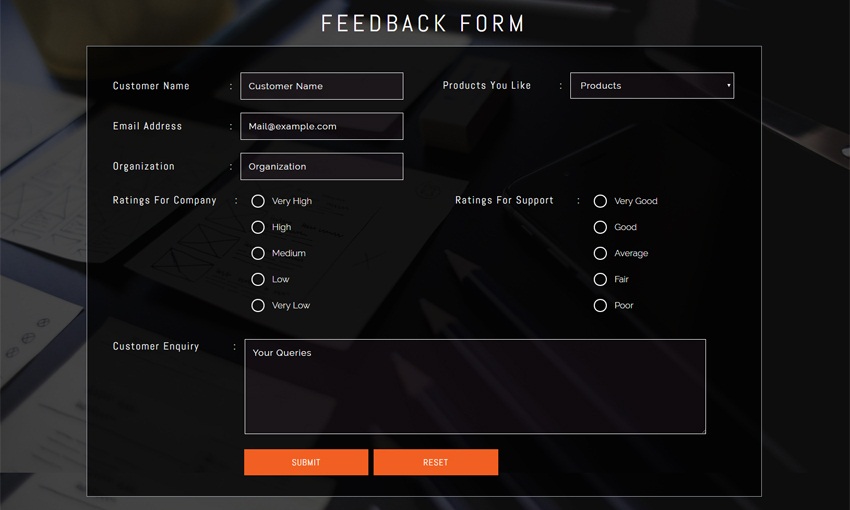 FEEDBACK FORM
Customer Name : Customer Name
Products You Like : Products
Email Address : Mail@example.com
Organization : Organization
Ratings For Company :
Very High
High
Medium
Low
Very Low
Ratings For Support :
Very Good
Good
Average
Fair
Poor
Customer Enquiry : Your Queries
SUBMIT RESET